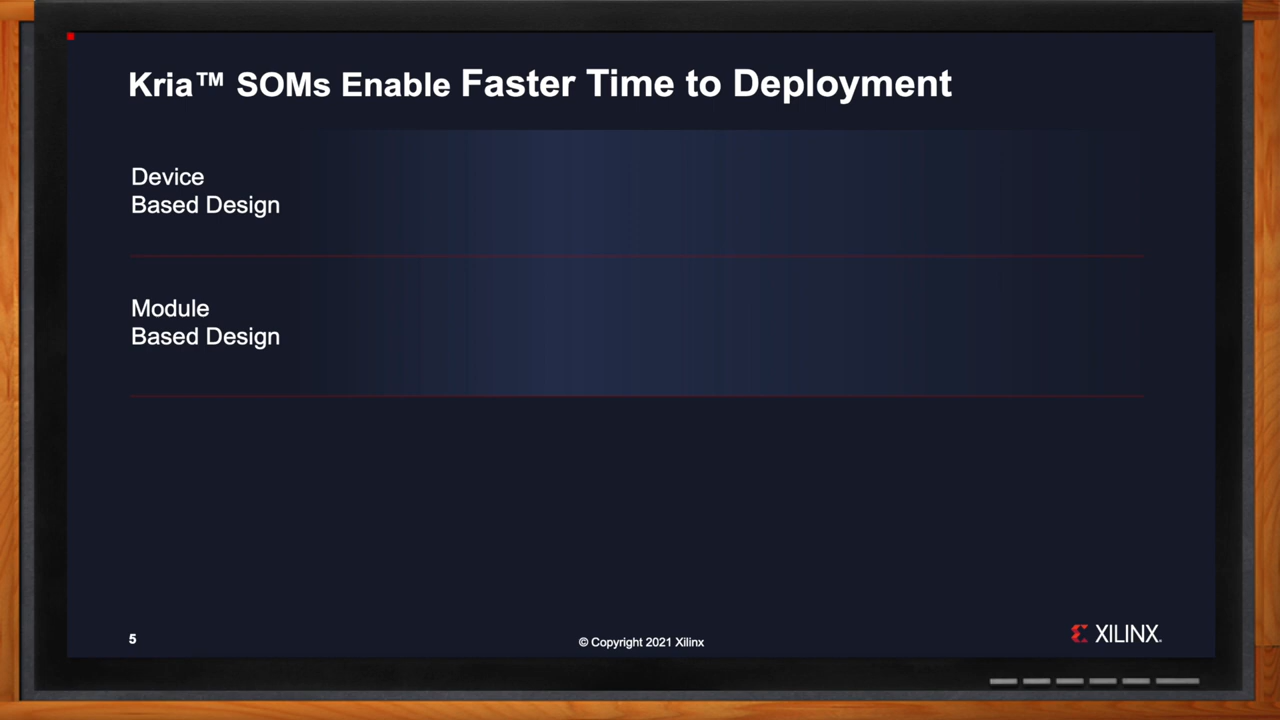 Kria™ SOMs Enable Faster Time to Deployment
Device
Based Design
Module
Based Design
5
© Copyright 2021 Xilinx
XILINX.